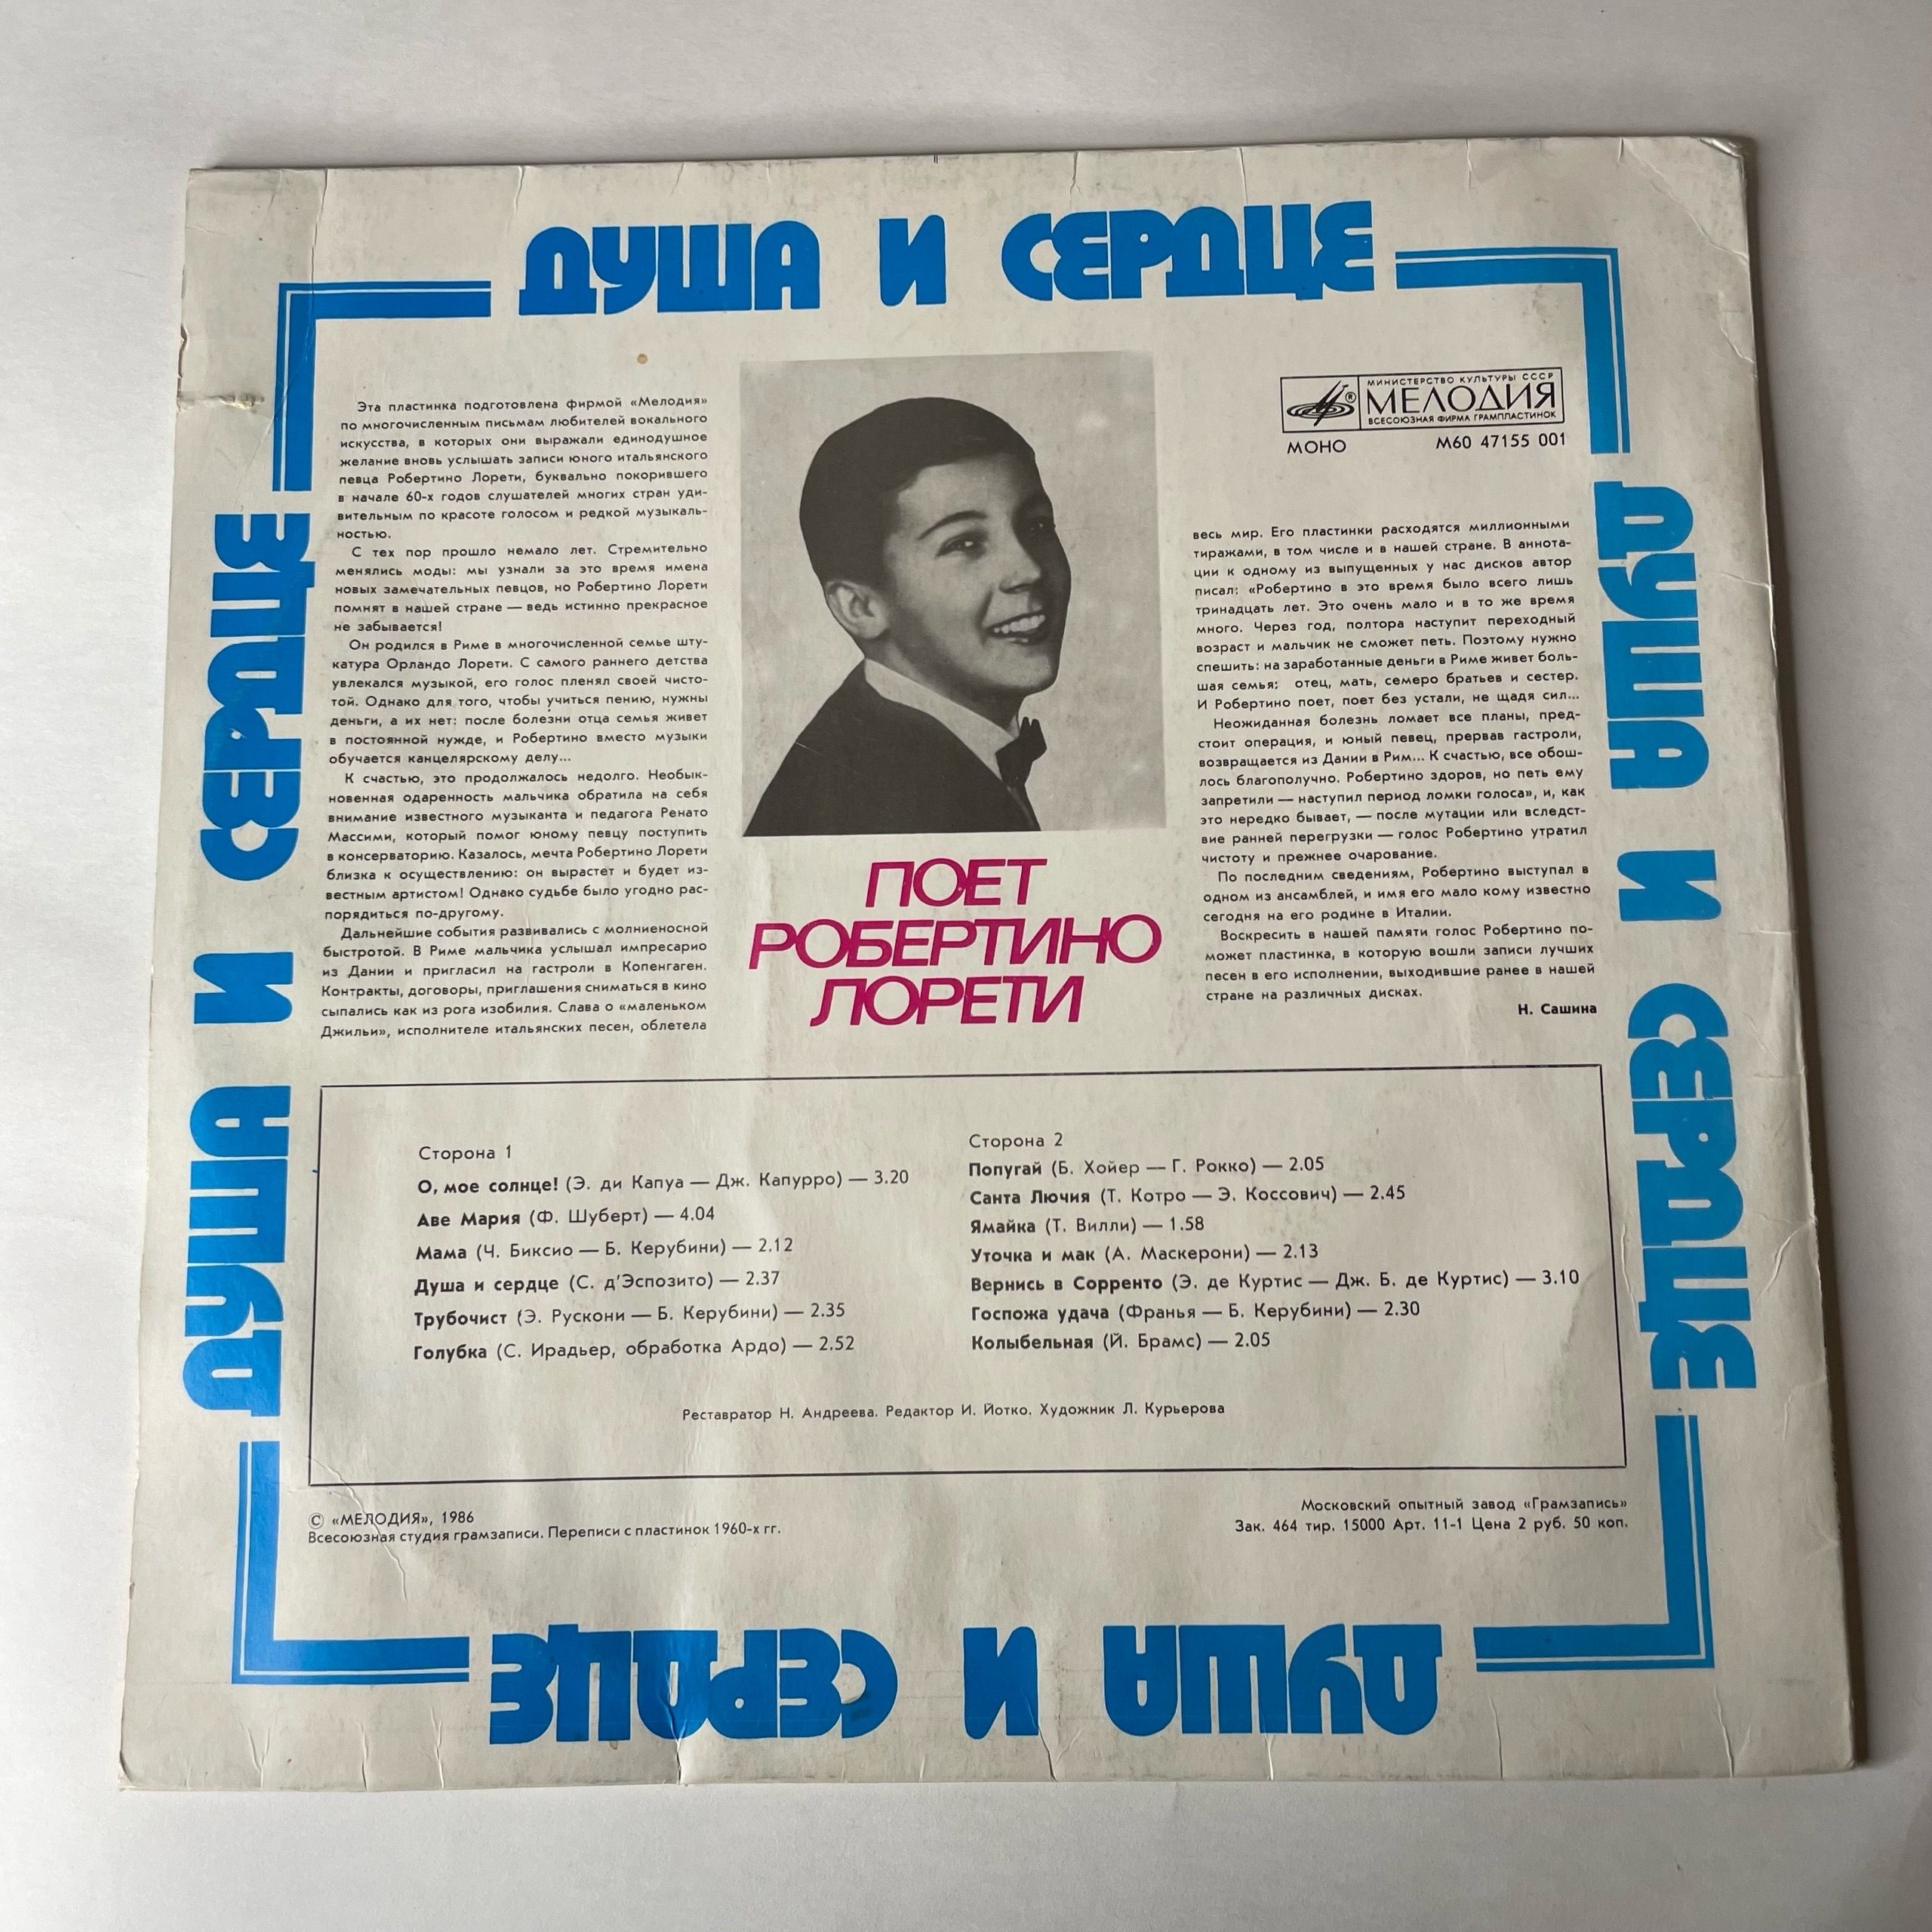 ДУША И СЕРДЦЕ
Эта пластинка подготовлена фирмой «Мелодия»
по многочисленным письмам любителей вокального
искусства, в которых они выражали единодушное
желание вновь услышать записи юного итальянского
певца Робертино Лорети, буквально покорившего
в начале 60-х годов слушателей многих стран уди-
вительным по красоте голосом и редкой музыкаль-
ностью.
С тех пор прошло немало лет. Стремительно
менялись моды: мы узнали за это время имена
новых замечательных певцов, но Робертино Лорети
помнят в нашей стране — ведь истинно прекрасное
не забывается!
Он родился в Риме в многочисленной семье шту-
катура Орландо Лорети. С самого раннего детства
увлекался музыкой, его голос пленял своей чисто-
той. Однако для того, чтобы учиться пению, нужны
деньги, а их нет: после болезни отца семья живет
в постоянной нужде, и Робертино вместо музыки
обучается канцелярскому делу...
К счастью, это продолжалось недолго. Необык-
новенная одаренность мальчика обратила на себя
внимание известного музыканта и педагога Ренато
Массими, который помог юному певцу поступить
в консерваторию. Казалось, мечта Робертино Лорети
близка к осуществлению: он вырастет и будет из-
вестным артистом! Однако судьбе было угодно рас-
порядиться по-другому.
Дальнейшие события развивались с молниеносной
быстротой. В Риме мальчика услышал импресарио
из Дании и пригласил на гастроли в Копенгаген.
Контракты, договоры, приглашения сниматься в кино
сыпались как из рога изобилия. Слава о «маленьком
Джильи», исполнителе итальянских песен, облетела
ПОЕТ
РОБЕРТИНО
ЛОРЕТИ
МИНИСТЕРСТВО КУЛЬТУРЫ СССР
® МЕЛОДИЯ
ВСЕСОЮЗНАЯ ФИРМА ГРАМПЛАСТИНОК
МОНО М60 47155 001
весь мир. Его пластинки расходятся миллионными
тиражами, в том числе и в нашей стране. В аннота-
ции к одному из выпущенных у нас дисков автор
писал: «Робертино в это время было всего лишь
тринадцать лет. Это очень мало и в то же время
много. Через год, полтора наступит переходный
возраст и мальчик не сможет петь. Поэтому нужно
спешить: на заработанные деньги в Риме живет боль-
шая семья: отец, мать, семеро братьев и сестер.
И Робертино поет, поет без устали, не щадя сил...
Неожиданная болезнь ломает все планы, пред-
стоит операция, и юный певец, прервав гастроли,
возвращается из Дании в Рим... К счастью, все обош-
лось благополучно. Робертино здоров, но петь ему
запретили — наступил период ломки голоса», и, как
это нередко бывает, — после мутации или вследст-
вие ранней перегрузки — голос Робертино утратил
чистоту и прежнее очарование.
По последним сведениям, Робертино выступал в
одном из ансамблей, и имя его мало кому известно
сегодня на его родине в Италии.
Воскресить в нашей памяти голос Робертино по-
может пластинка, в которую вошли записи лучших
песен в его исполнении, выходившие ранее в нашей
стране на различных дисках.
Н. Сашина
ДУША И СЕРДЦЕ
ДУША И СЕРДЦЕ
Сторона 1
О, мое солнце! (Э. ди Капуа — Дж. Капурро) — 3.20
Аве Мария (Ф. Шуберт) — 4.04
Мама (Ч. Биксио — Б. Керубини) — 2.12
Душа и сердце (С. д'Эспозито) — 2.37
Трубочист (Э. Рускони — Б. Керубини) — 2.35
Голубка (С. Ирадьер, обработка Ардо) — 2.52
Сторона 2
Попугай (Б. Хойер — Г. Рокко) — 2.05
Санта Лючия (Т. Котро — Э. Коссович) — 2.45
Ямайка (Т. Вилли) — 1.58
Уточка и мак (А. Маскерони) — 2.13
Вернись в Сорренто (Э. де Куртис — Дж. Б. де Куртис) — 3.10
Госпожа удача (Франья — Б. Керубини) — 2.30
Колыбельная (Й. Брамс) — 2.05
Реставратор Н. Андреева. Редактор И. Йотко. Художник Л. Курьерова
© «МЕЛОДИЯ», 1986
Всесоюзная студия грамзаписи. Переписи с пластинок 1960-х гг.
Московский опытный завод «Грамзапись»
Зак. 464 тир. 15000 Арт. 11-1 Цена 2 руб. 50 коп.
ДУША И СЕРДЦЕ